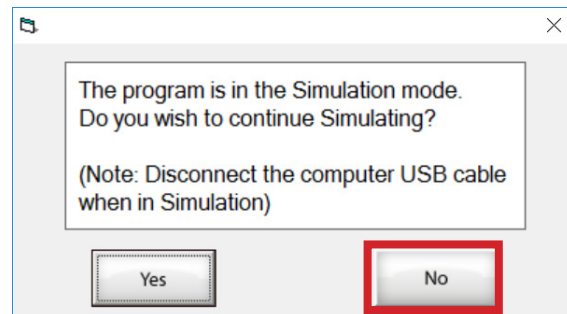 The program is in the Simulation mode.
Do you wish to continue Simulating?
(Note: Disconnect the computer USB cable
when in Simulation)
Yes
No